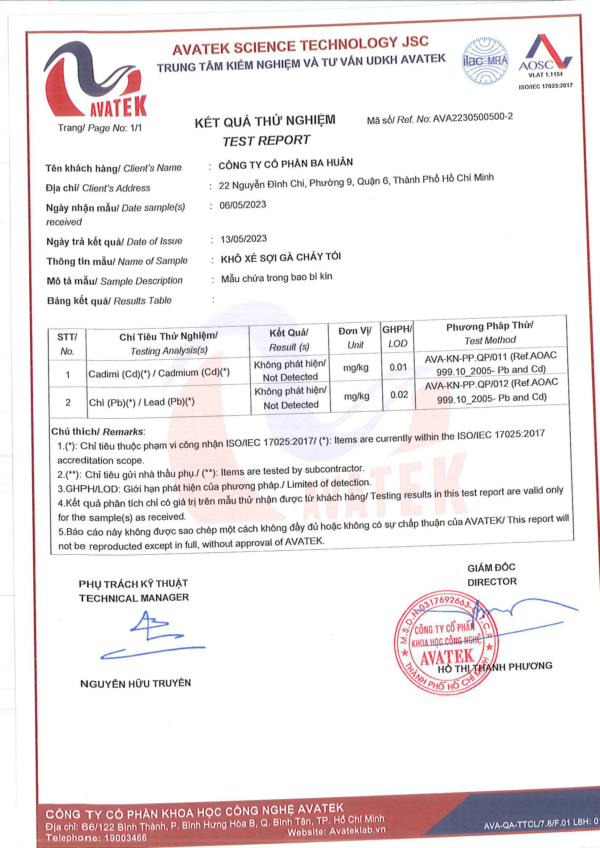 AVATEK SCIENCE TECHNOLOGY JSC
TRUNG TÂM KIỂM NGHIỆM VÀ TƯ VẤN UDKH AVATEK
AVATEK
ilac-MRA
AOSC
VLAT 1.1154
ISO/IEC 17025:2017
Trang/ Page No: 1/1
KẾT QUẢ THỬ NGHIỆM
TEST REPORT
Mã số/ Ref. No: AVA2230500500-2
Tên khách hàng/ Client's Name : CÔNG TY CỔ PHẦN BA HUÂN
Địa chỉ/ Client's Address : 22 Nguyễn Đình Chi, Phường 9, Quận 6, Thành Phố Hồ Chí Minh
Ngày nhận mẫu/ Date sample(s) received : 06/05/2023
Ngày trả kết quả/ Date of Issue : 13/05/2023
Thông tin mẫu/ Name of Sample : KHÔ XÉ SỢI GÀ CHÁY TỎI
Mô tả mẫu/ Sample Description : Mẫu chứa trong bao bì kín
Bảng kết quả/ Results Table :
STT/ No. Chỉ Tiêu Thử Nghiệm/ Testing Analysis(s) Kết Quả/ Result (s) Đơn Vị/ Unit GHPH/ LOD Phương Pháp Thử/ Test Method
1 Cadimi (Cd)(*) / Cadmium (Cd)(*) Không phát hiện/ Not Detected mg/kg 0.01 AVA-KN-PP.QP/011 (Ref.AOAC 999.10_2005- Pb and Cd)
2 Chì (Pb)(*) / Lead (Pb)(*) Không phát hiện/ Not Detected mg/kg 0.02 AVA-KN-PP.QP/012 (Ref.AOAC 999.10_2005- Pb and Cd)
Chú thích/ Remarks:
1.(*): Chỉ tiêu thuộc phạm vi công nhận ISO/IEC 17025:2017/ (*): Items are currently within the ISO/IEC 17025:2017
accreditation scope.
2.(**): Chỉ tiêu gửi nhà thầu phụ./ (**): Items are tested by subcontractor.
3.GHPH/LOD: Giới hạn phát hiện của phương pháp./ Limited of detection.
4.Kết quả phân tích chỉ có giá trị trên mẫu thử nhận được từ khách hàng/ Testing results in this test report are valid only
for the sample(s) as received.
5.Báo cáo này không được sao chép một cách không đầy đủ hoặc không có sự chấp thuận của AVATEK/ This report will
not be reproduced except in full, without approval of AVATEK.
AVATEK
PHỤ TRÁCH KỸ THUẬT
TECHNICAL MANAGER
NGUYỄN HỮU TRUYÊN
GIÁM ĐỐC
DIRECTOR
M.S.D.N:0317692663-C.T.C.P
CÔNG TY CỔ PHẦN
KHOA HỌC CÔNG NGHỆ
AVATEK
THÀNH PHỐ HỒ CHÍ MINH
HỒ THỊ THANH PHƯƠNG
CÔNG TY CỔ PHẦN KHOA HỌC CÔNG NGHỆ AVATEK
Địa chỉ: 66/122 Bình Thành, P. Bình Hưng Hòa B, Q. Bình Tân, TP. Hồ Chí Minh
Telephone: 19003466
Website: Avateklab.vn
AVA-QA-TTCL/7.8/F.01 LBH: 0